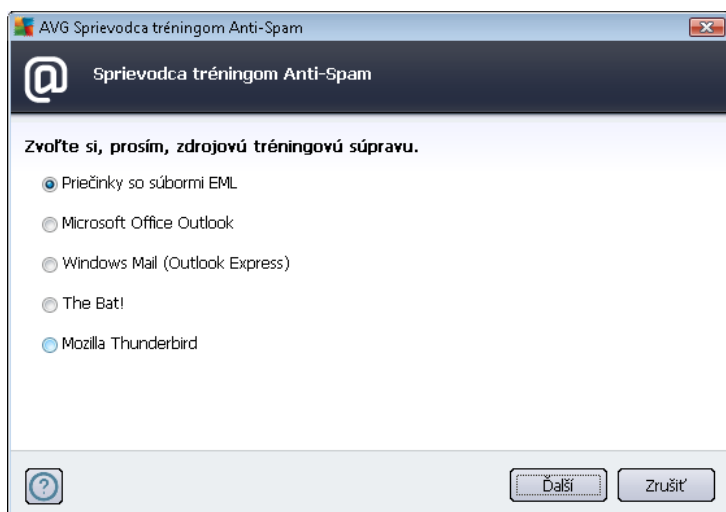 AVG Sprievodca tréningom Anti-Spam
Sprievodca tréningom Anti-Spam
Zvoľte si, prosím, zdrojovú tréningovú súpravu.
Priečinky so súbormi EML
Microsoft Office Outlook
Windows Mail (Outlook Express)
The Bat!
Mozilla Thunderbird
Ďalší
Zrušiť